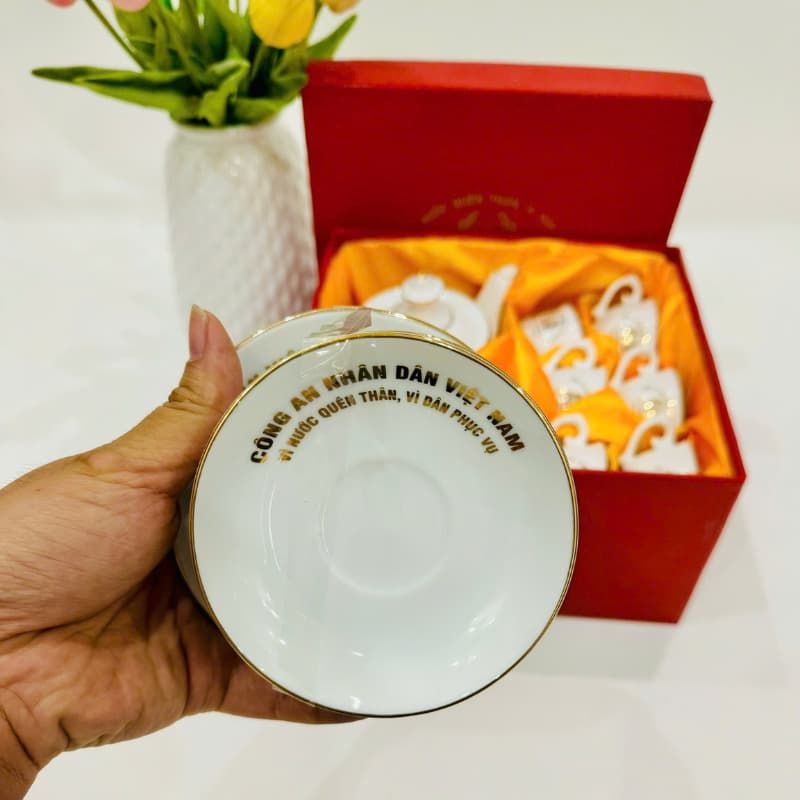 CÔNG AN NHÂN DÂN VIỆT NAM
VÌ NƯỚC QUÊN THÂN, VÌ DÂN PHỤC VỤ